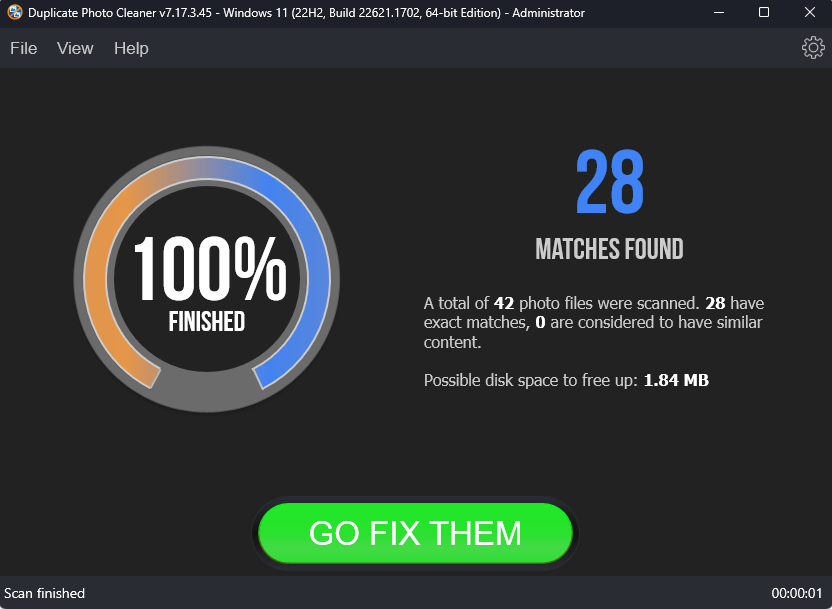 Duplicate Photo Cleaner v7.17.3.45 - Windows 11 (22H2, Build 22621.1702, 64-bit Edition) - Administrator
File View Help
100%
FINISHED
28
MATCHES FOUND
A total of 42 photo files were scanned. 28 have
exact matches, 0 are considered to have similar
content.
Possible disk space to free up: 1.84 MB
GO FIX THEM
Scan finished
00:00:01